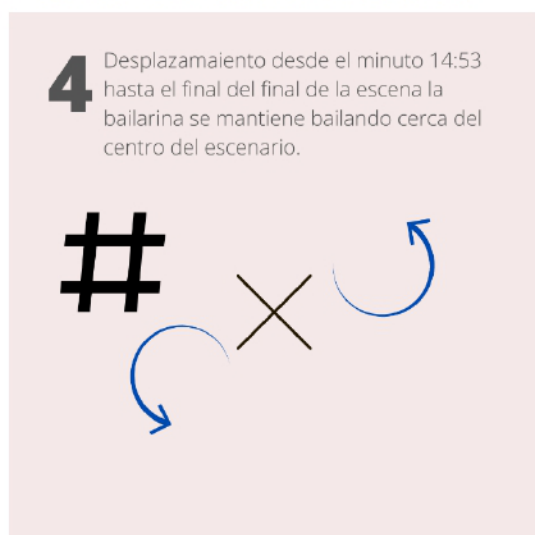 4 Desplazamaiento desde el minuto 14:53
hasta el final del final de la escena la
bailarina se mantiene bailando cerca del
centro del escenario.
#